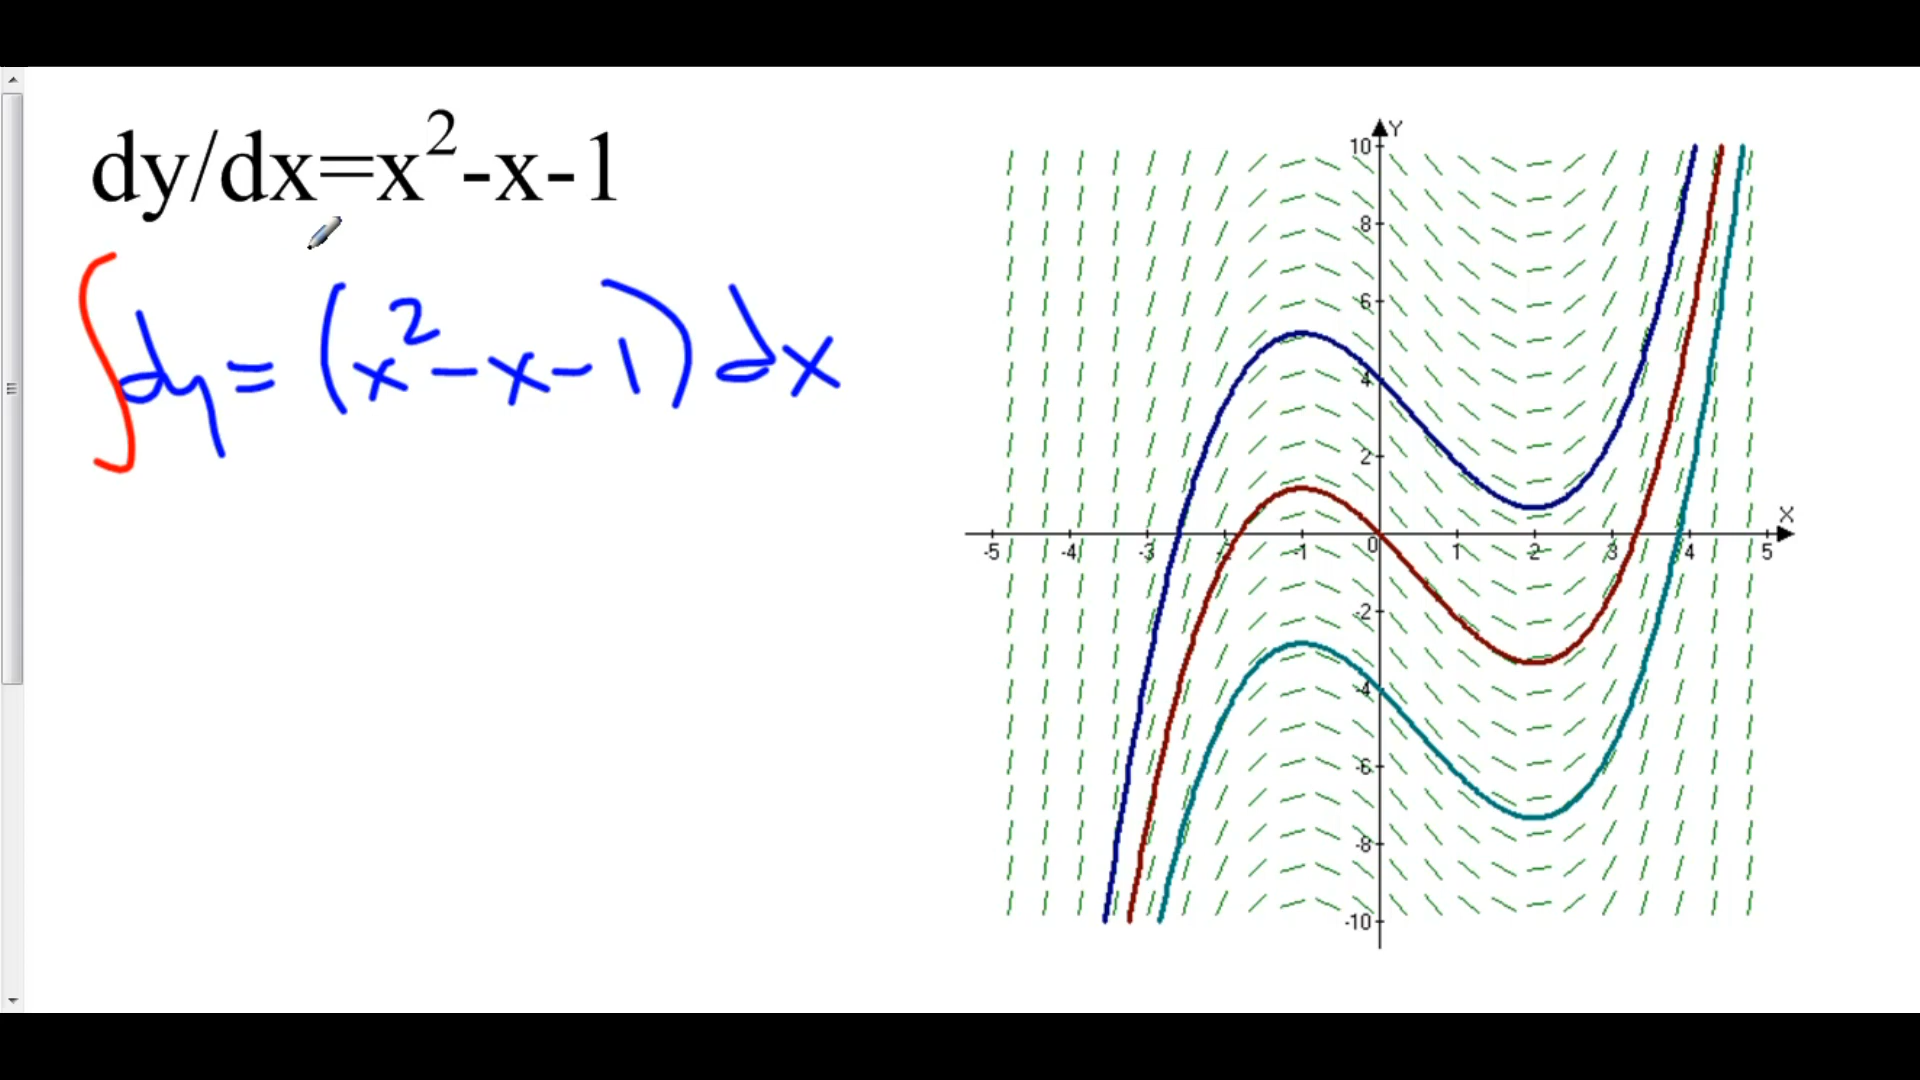 dy/dx=x²-x-1
∫dy = (x² - x - 1) dx
Y
10
8
6
4
2
X
-5 -4 -3 -2 -1 0 1 2 3 4 5
-2
-4
-6
-8
-10